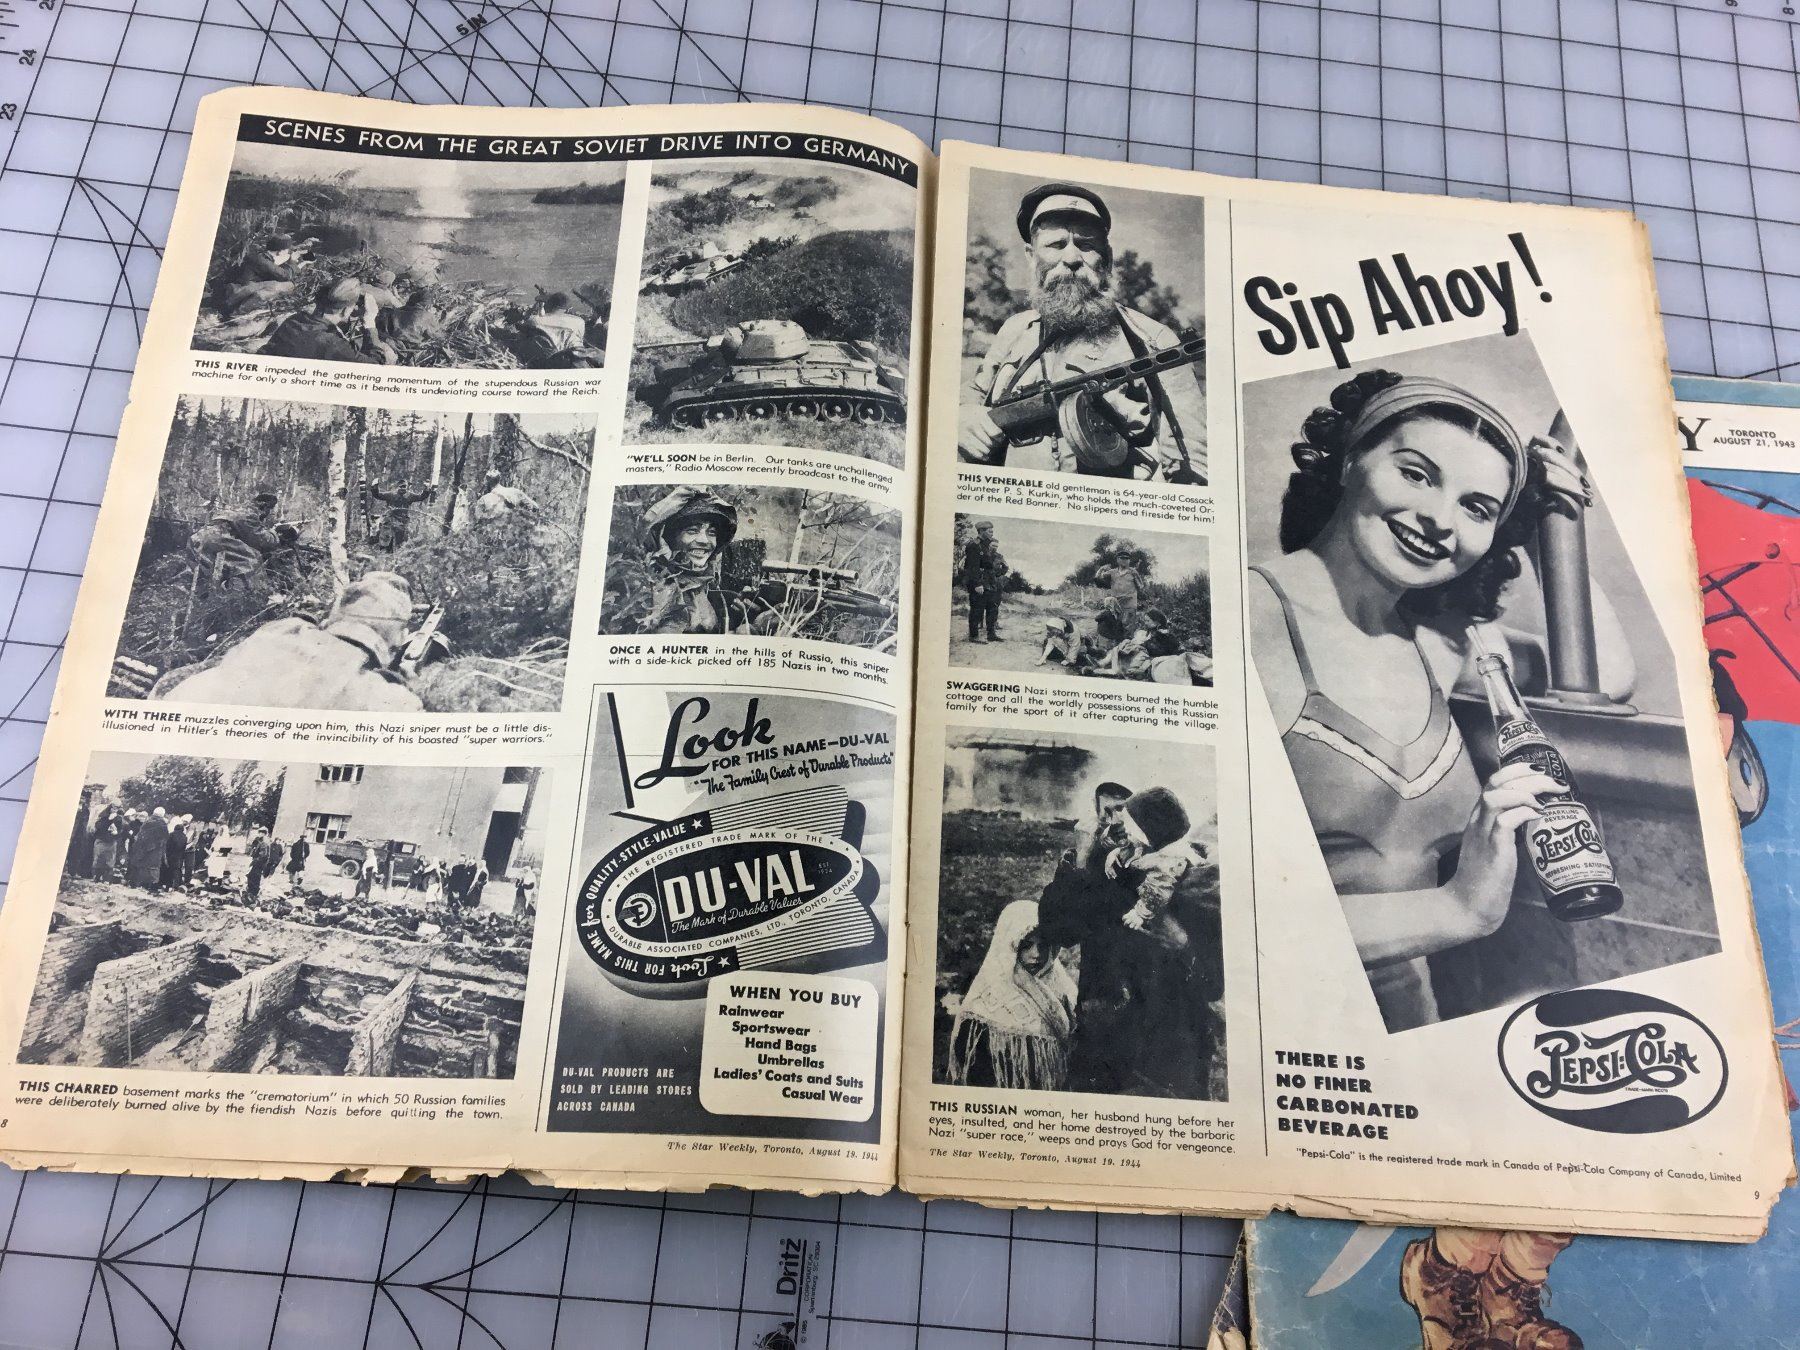 SCENES FROM THE GREAT SOVIET DRIVE INTO GERMANY
THIS RIVER impeded the gathering momentum of the stupendous Russian war
machine for only a short time as it bends its undeviating course toward the Reich.
"WE'LL SOON be in Berlin. Our tanks are unchallenged
masters," Radio Moscow recently broadcast to the army.
WITH THREE muzzles converging upon him, this Nazi sniper must be a little dis-
illusioned in Hitler's theories of the invincibility of his boasted "super warriors."
ONCE A HUNTER in the hills of Russia, this sniper
with a side-kick picked off 185 Nazis in two months.
THIS CHARRED basement marks the "crematorium" in which 50 Russian families
were deliberately burned alive by the fiendish Nazis before quitting the town.
8
Look
FOR THIS NAME—DU-VAL
"The Family Crest of Durable Products"
Look FOR THIS NAME for QUALITY-STYLE-VALUE
THE REGISTERED TRADE MARK OF THE
DU-VAL
EST.
1924
The Mark of Durable Values
DURABLE ASSOCIATED COMPANIES, LTD., TORONTO, CANADA
WHEN YOU BUY
Rainwear
Sportswear
Hand Bags
Umbrellas
Ladies' Coats and Suits
Casual Wear
DU-VAL PRODUCTS ARE
SOLD BY LEADING STORES
ACROSS CANADA
The Star Weekly, Toronto, August 19, 1944
THIS VENERABLE old gentleman is 64-year-old Cossack
volunteer P. S. Kurkin, who holds the much-coveted Or-
der of the Red Banner. No slippers and fireside for him!
SWAGGERING Nazi storm troopers burned the humble
cottage and all the worldly possessions of this Russian
family for the sport of it after capturing the village.
THIS RUSSIAN woman, her husband hung before her
eyes, insulted, and her home destroyed by the barbaric
Nazi "super race," weeps and prays God for vengeance.
The Star Weekly, Toronto, August 19, 1944
Sip Ahoy!
SPARKLING
BEVERAGE
PEPSI-COLA
THERE IS
NO FINER
CARBONATED
BEVERAGE
PEPSI:COLA
"Pepsi-Cola" is the registered trade mark in Canada of Pepsi-Cola Company of Canada, Limited
9
Y
TORONTO
AUGUST 21, 1943
5 IN
24
23
Dritz
CORPORATION